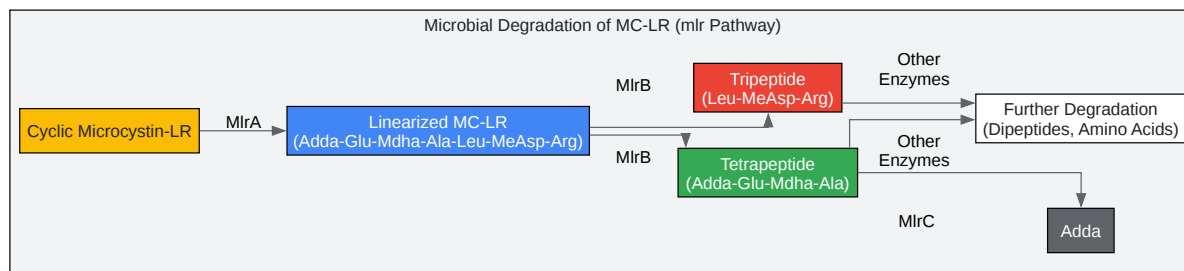 Microbial Degradation of MC-LR (mlr Pathway)
Cyclic Microcystin-LR
MlrA
Linearized MC-LR
(Adda-Glu-Mdha-Ala-Leu-MeAsp-Arg)
MlrB
MlrB
Tripeptide
(Leu-MeAsp-Arg)
Tetrapeptide
(Adda-Glu-Mdha-Ala)
Other
Enzymes
Other
Enzymes
MlrC
Further Degradation
(Dipeptides, Amino Acids)
Adda